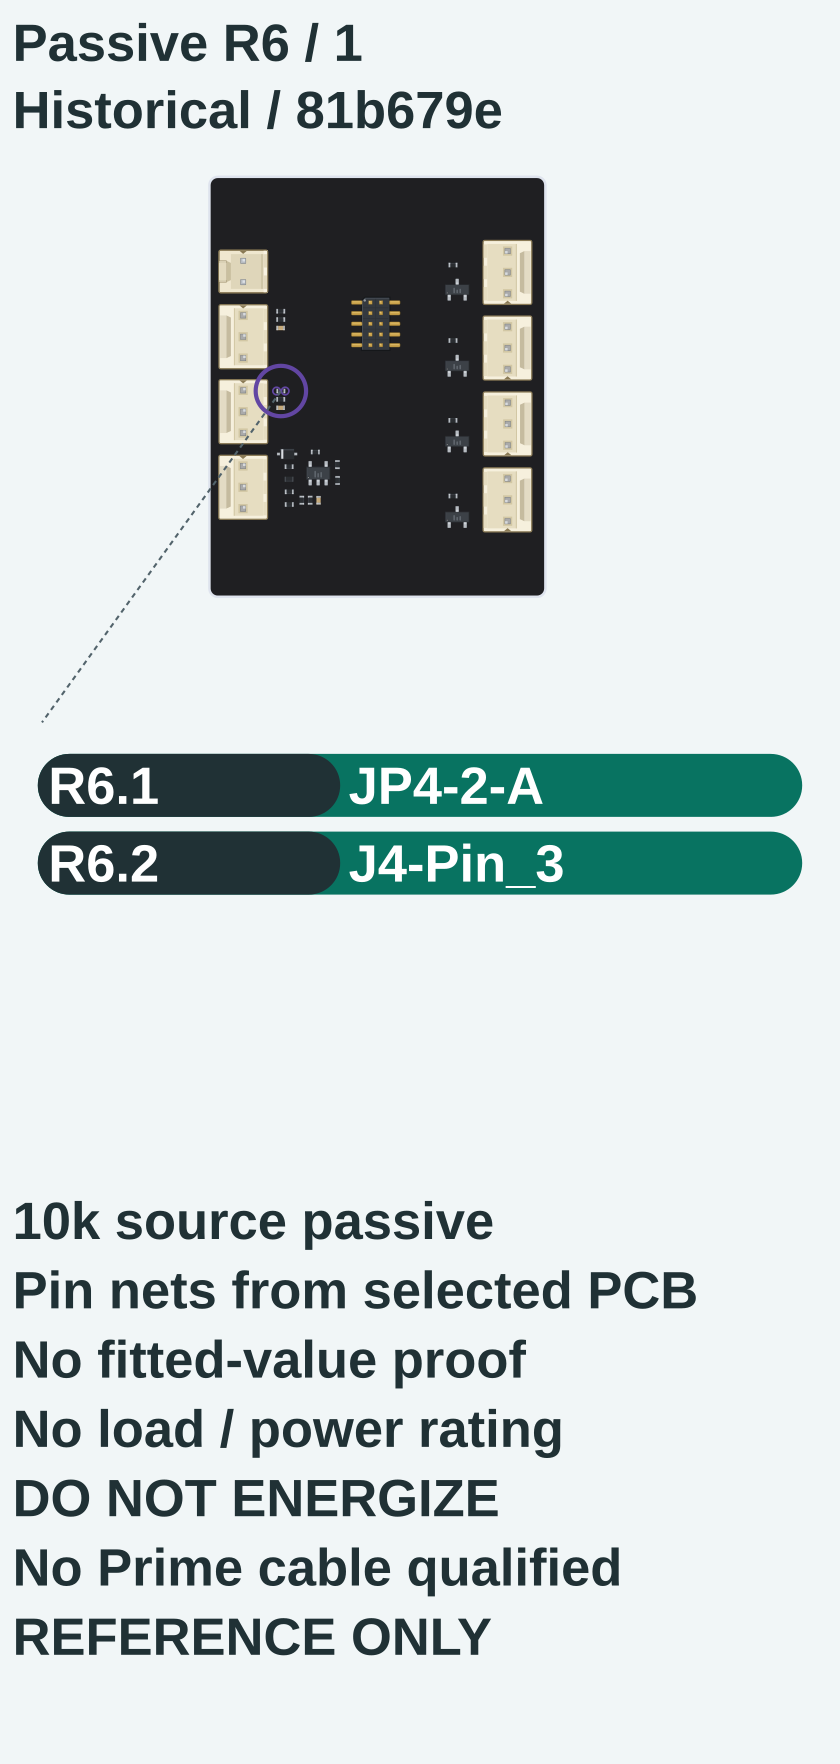 Passive R6 / 1
Historical / 81b679e
R6.1 JP4-2-A
R6.2 J4-Pin_3
10k source passive
Pin nets from selected PCB
No fitted-value proof
No load / power rating
DO NOT ENERGIZE
No Prime cable qualified
REFERENCE ONLY